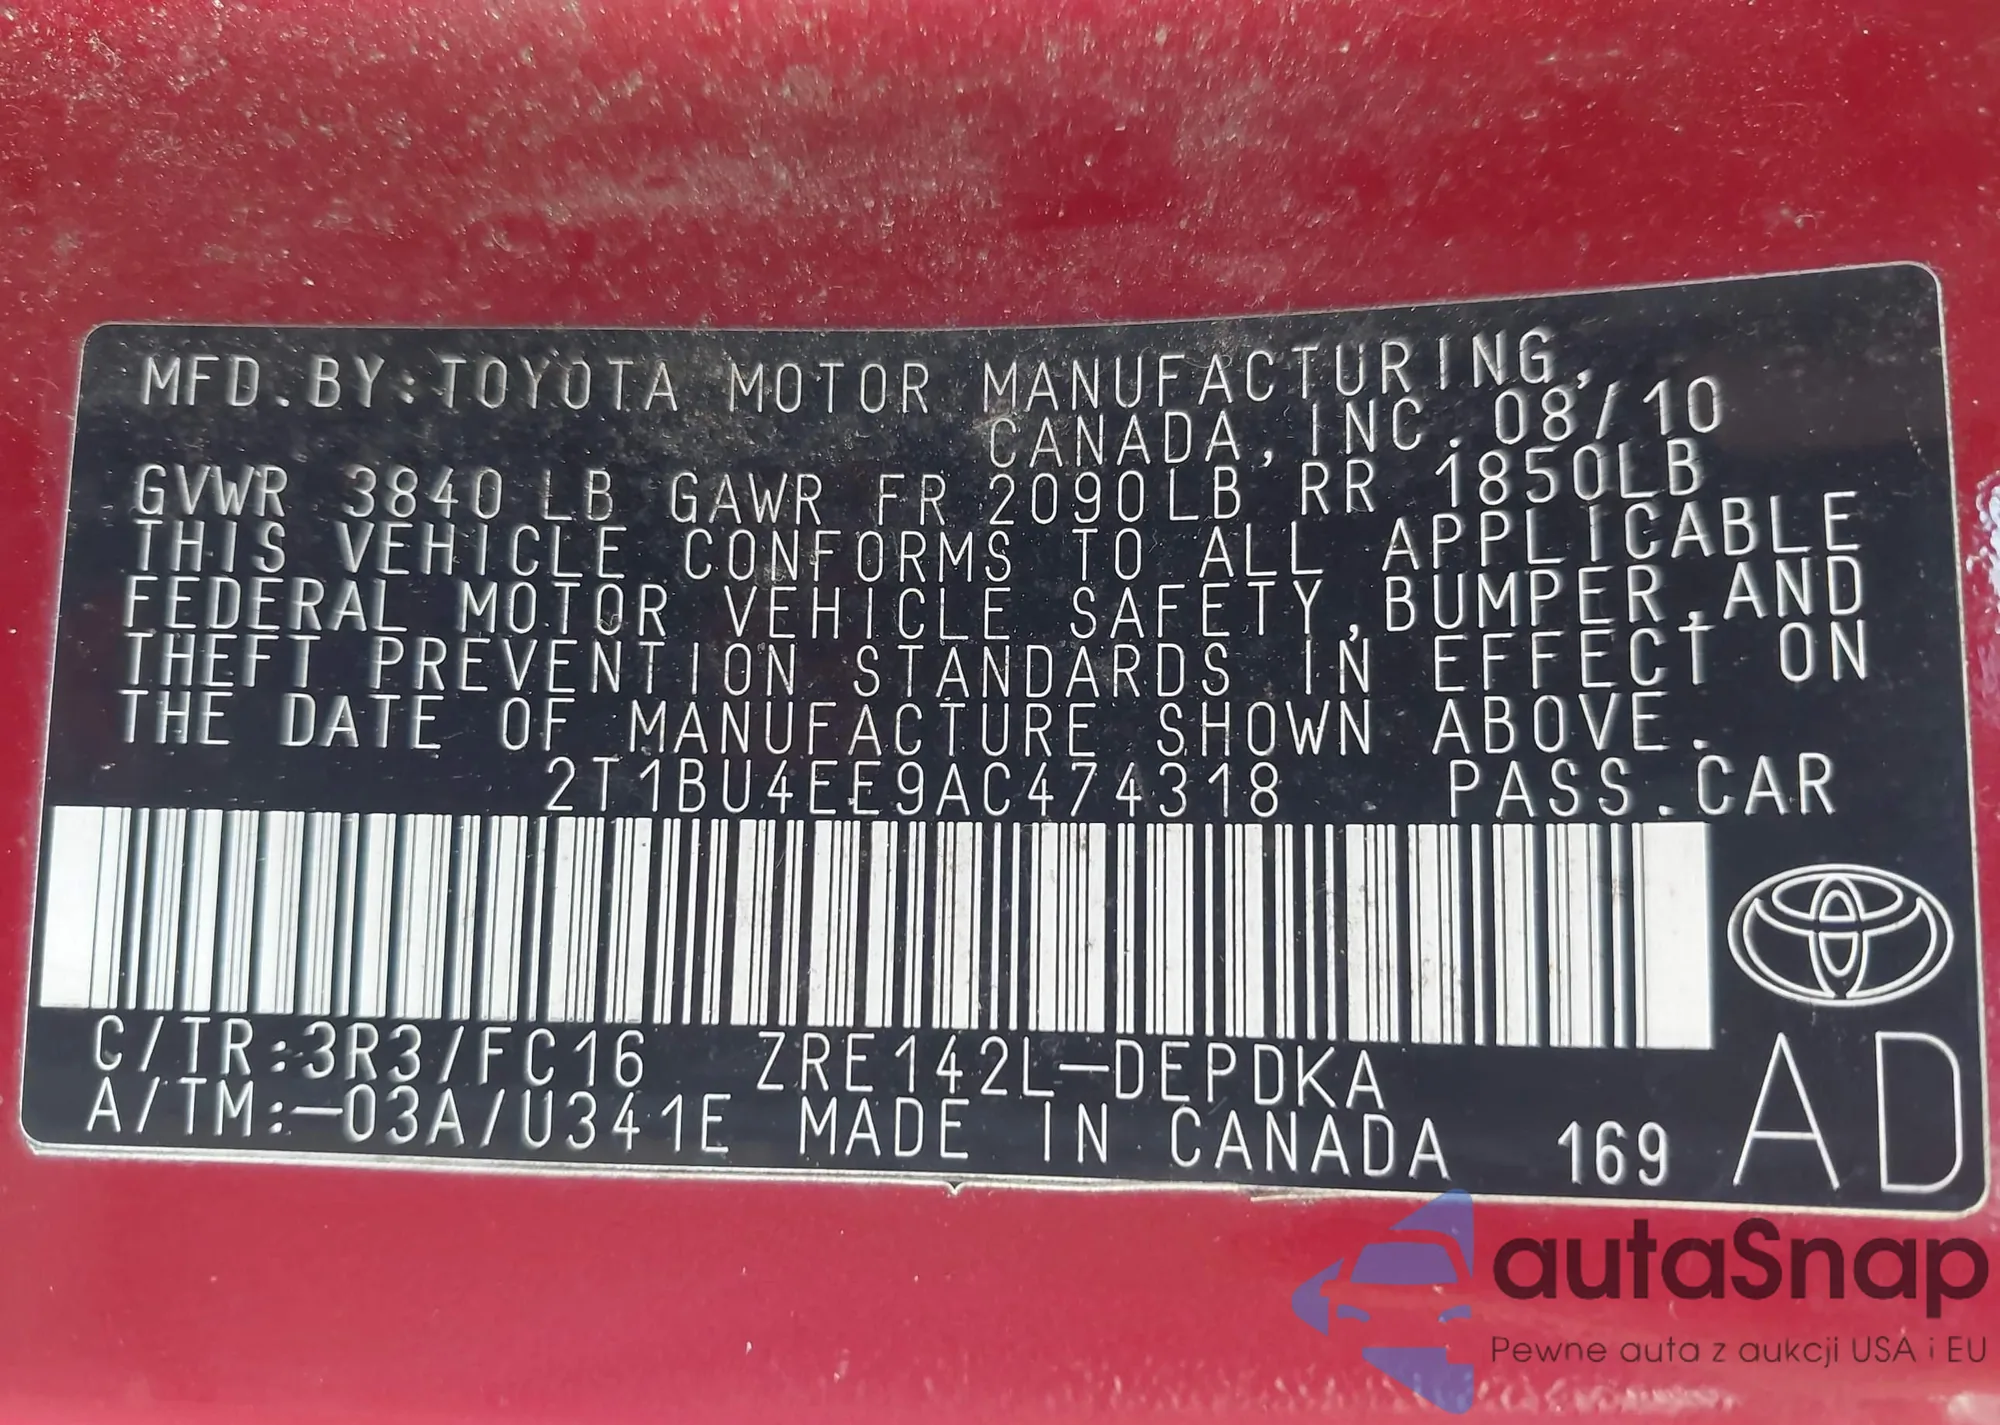 MFD.BY:TOYOTA MOTOR MANUFACTURING,
CANADA,INC. 08/10
GVWR 3840 LB GAWR FR 2090LB RR 1850LB
THIS VEHICLE CONFORMS TO ALL APPLICABLE
FEDERAL MOTOR VEHICLE SAFETY,BUMPER,AND
THEFT PREVENTION STANDARDS IN EFFECT ON
THE DATE OF MANUFACTURE SHOWN ABOVE.
2T1BU4EE9AC474318 PASS.CAR
C/TR:3R3/FC16 ZRE142L-DEPDKA
A/TM:-03A/U341E MADE IN CANADA 169 AD
autaSnap
Pewne auta z aukcji USA i EU